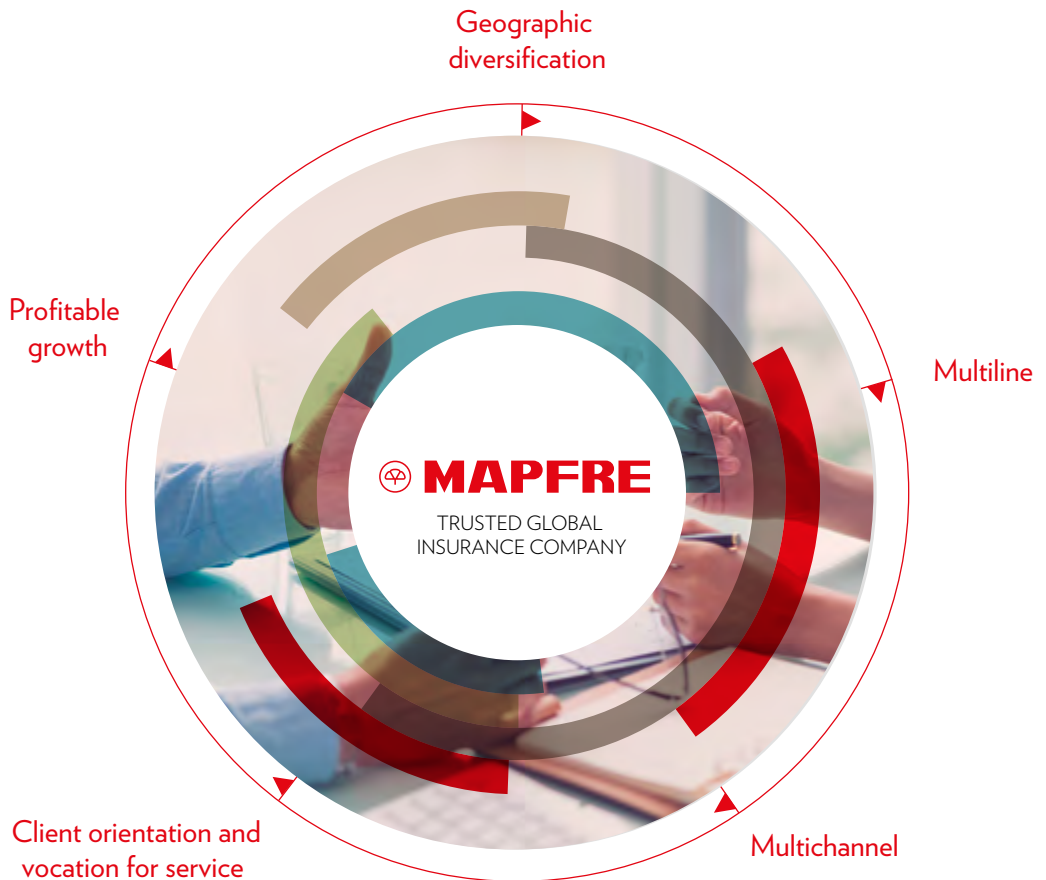 Geographic
diversification
Profitable
growth
Multiline
MAPFRE
TRUSTED GLOBAL
INSURANCE COMPANY
Client orientation and
vocation for service
Multichannel